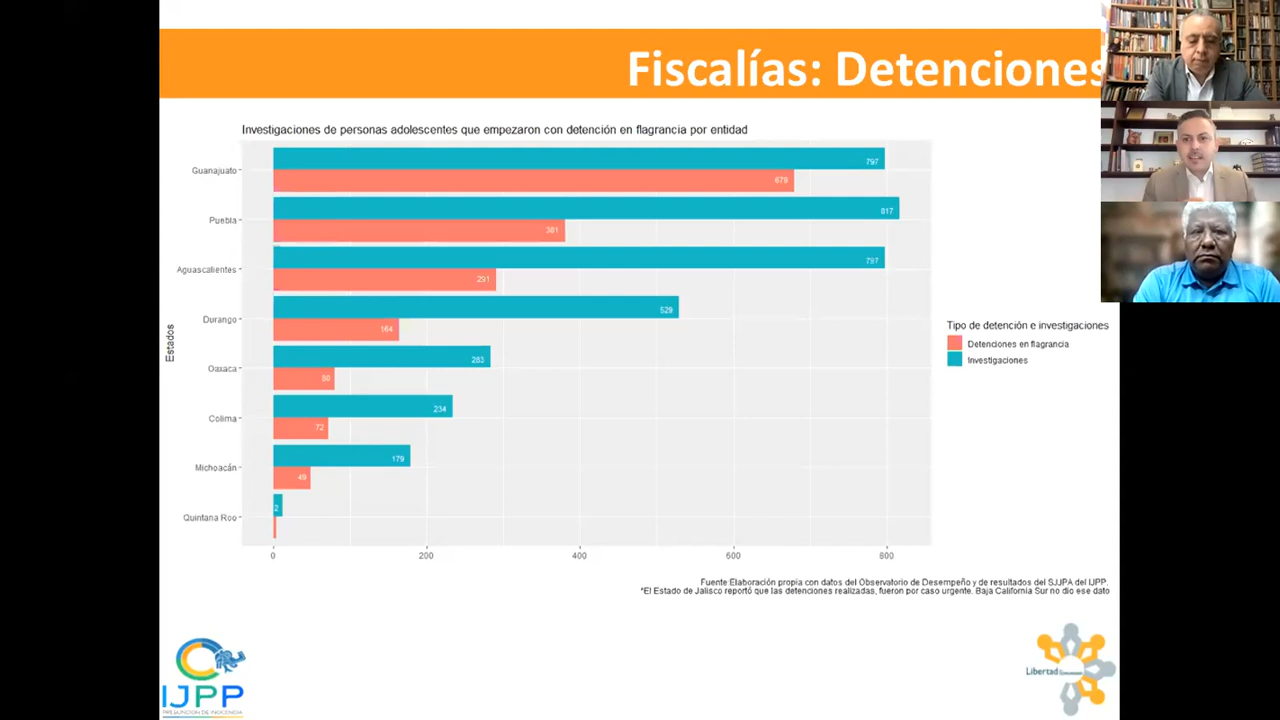 Fiscalías: Detenciones
Investigaciones de personas adolescentes que empezaron con detención en flagrancia por entidad
Guanajuato
797
679
Puebla
817
381
Aguascalientes
797
291
Durango
529
164
Oaxaca
283
80
Colima
234
72
Michoacán
179
49
Quintana Roo
2
0
200
400
600
800
Estados
Tipo de detención e investigaciones
Detenciones en flagrancia
Investigaciones
Fuente Elaboración propia con datos del Observatorio de Desempeño y de resultados del SJJPA del IJPP.
*El Estado de Jalisco reportó que las detenciones realizadas, fueron por caso urgente. Baja California Sur no dio ese dato
IJPP
PRESUNCIÓN DE INOCENCIA
Libertad